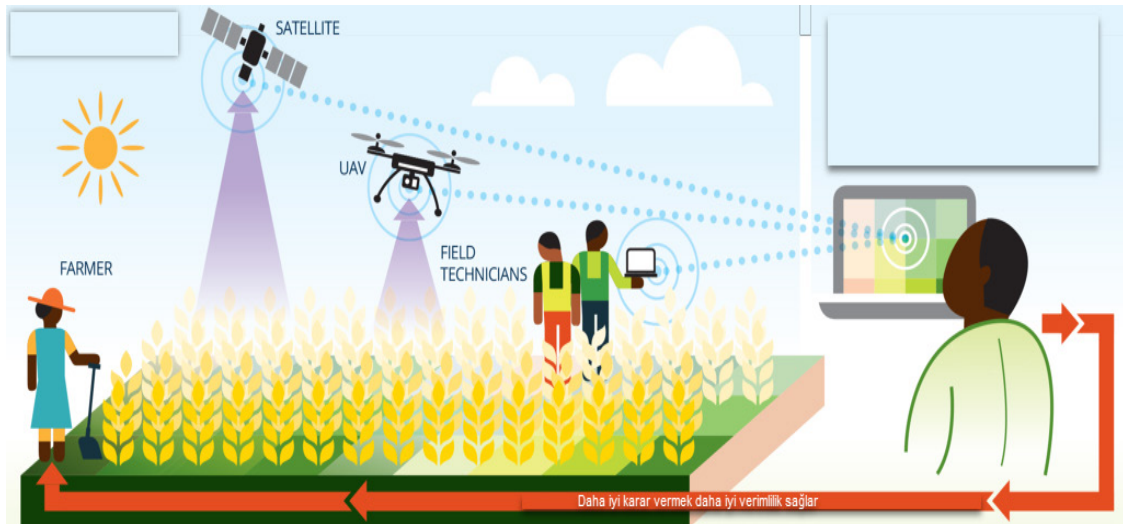 SATELLITE
UAV
FARMER
FIELD
TECHNICIANS
Daha iyi karar vermek daha iyi verimlilik sağlar